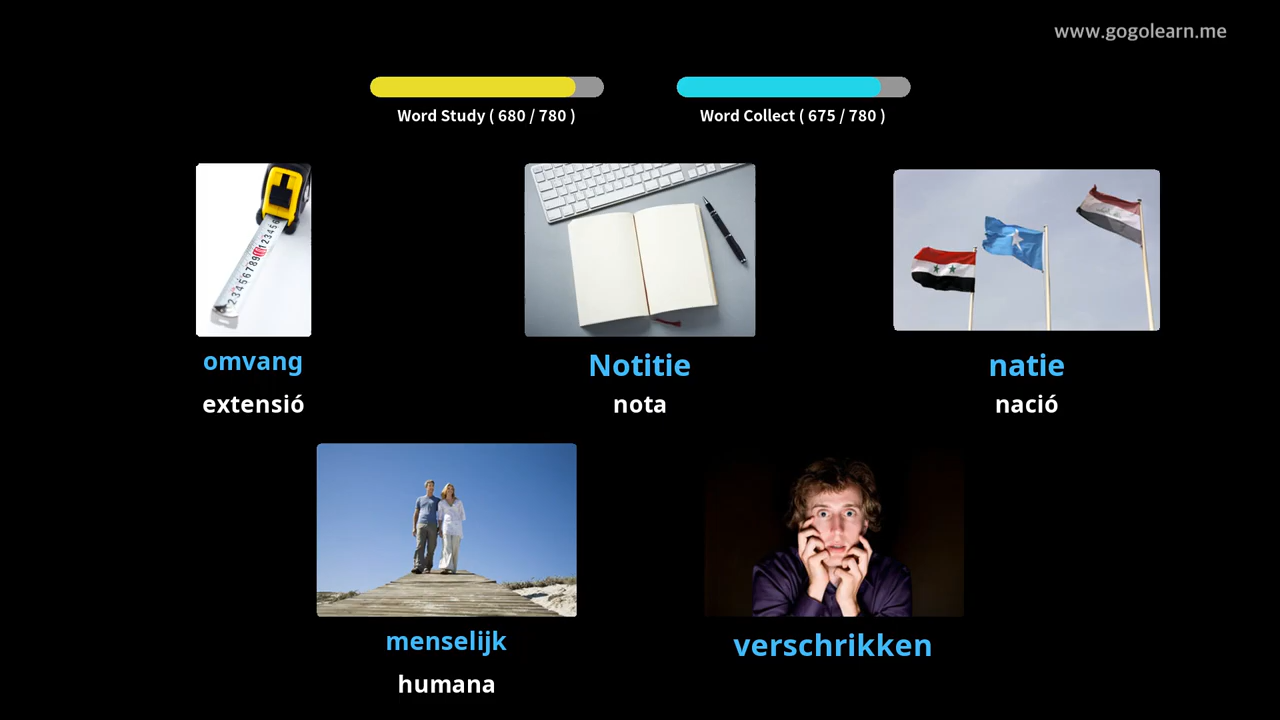 www.gogolearn.me
Word Study ( 680 / 780 )
Word Collect ( 675 / 780 )
omvang
extensió
Notitie
nota
natie
nació
menselijk
humana
verschrikken